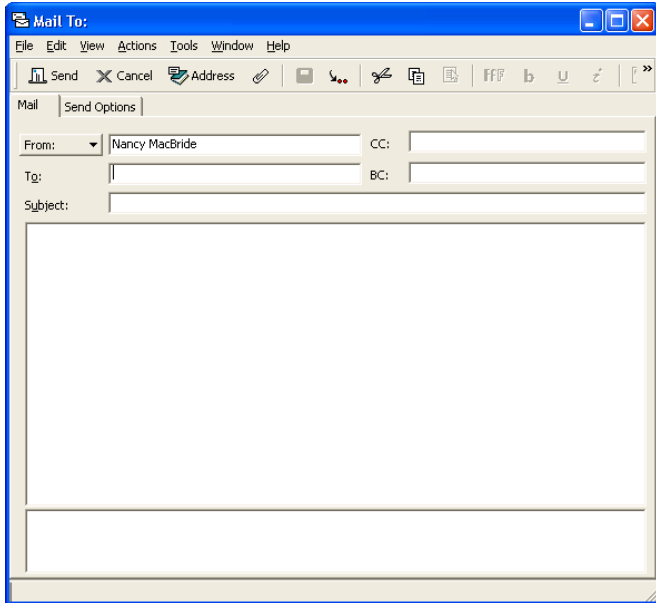 Mail To:
File Edit View Actions Tools Window Help
Send Cancel Address FfF b u i »
Mail Send Options
From: Nancy MacBride CC:
To: BC:
Subject: